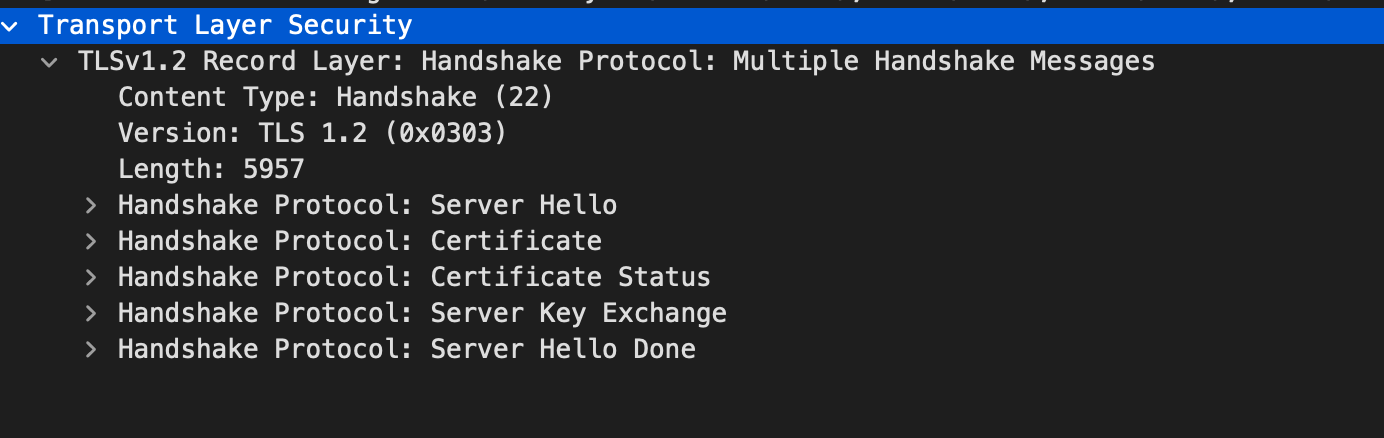 Transport Layer Security
TLSv1.2 Record Layer: Handshake Protocol: Multiple Handshake Messages
Content Type: Handshake (22)
Version: TLS 1.2 (0x0303)
Length: 5957
Handshake Protocol: Server Hello
Handshake Protocol: Certificate
Handshake Protocol: Certificate Status
Handshake Protocol: Server Key Exchange
Handshake Protocol: Server Hello Done